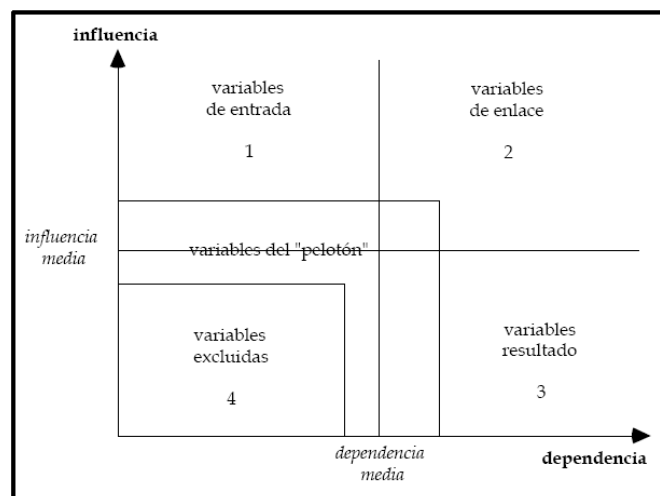 influencia
variables
de entrada
1
variables
de enlace
2
influencia
media
variables del "pelotón"
variables
excluidas
4
variables
resultado
3
dependencia
media
dependencia